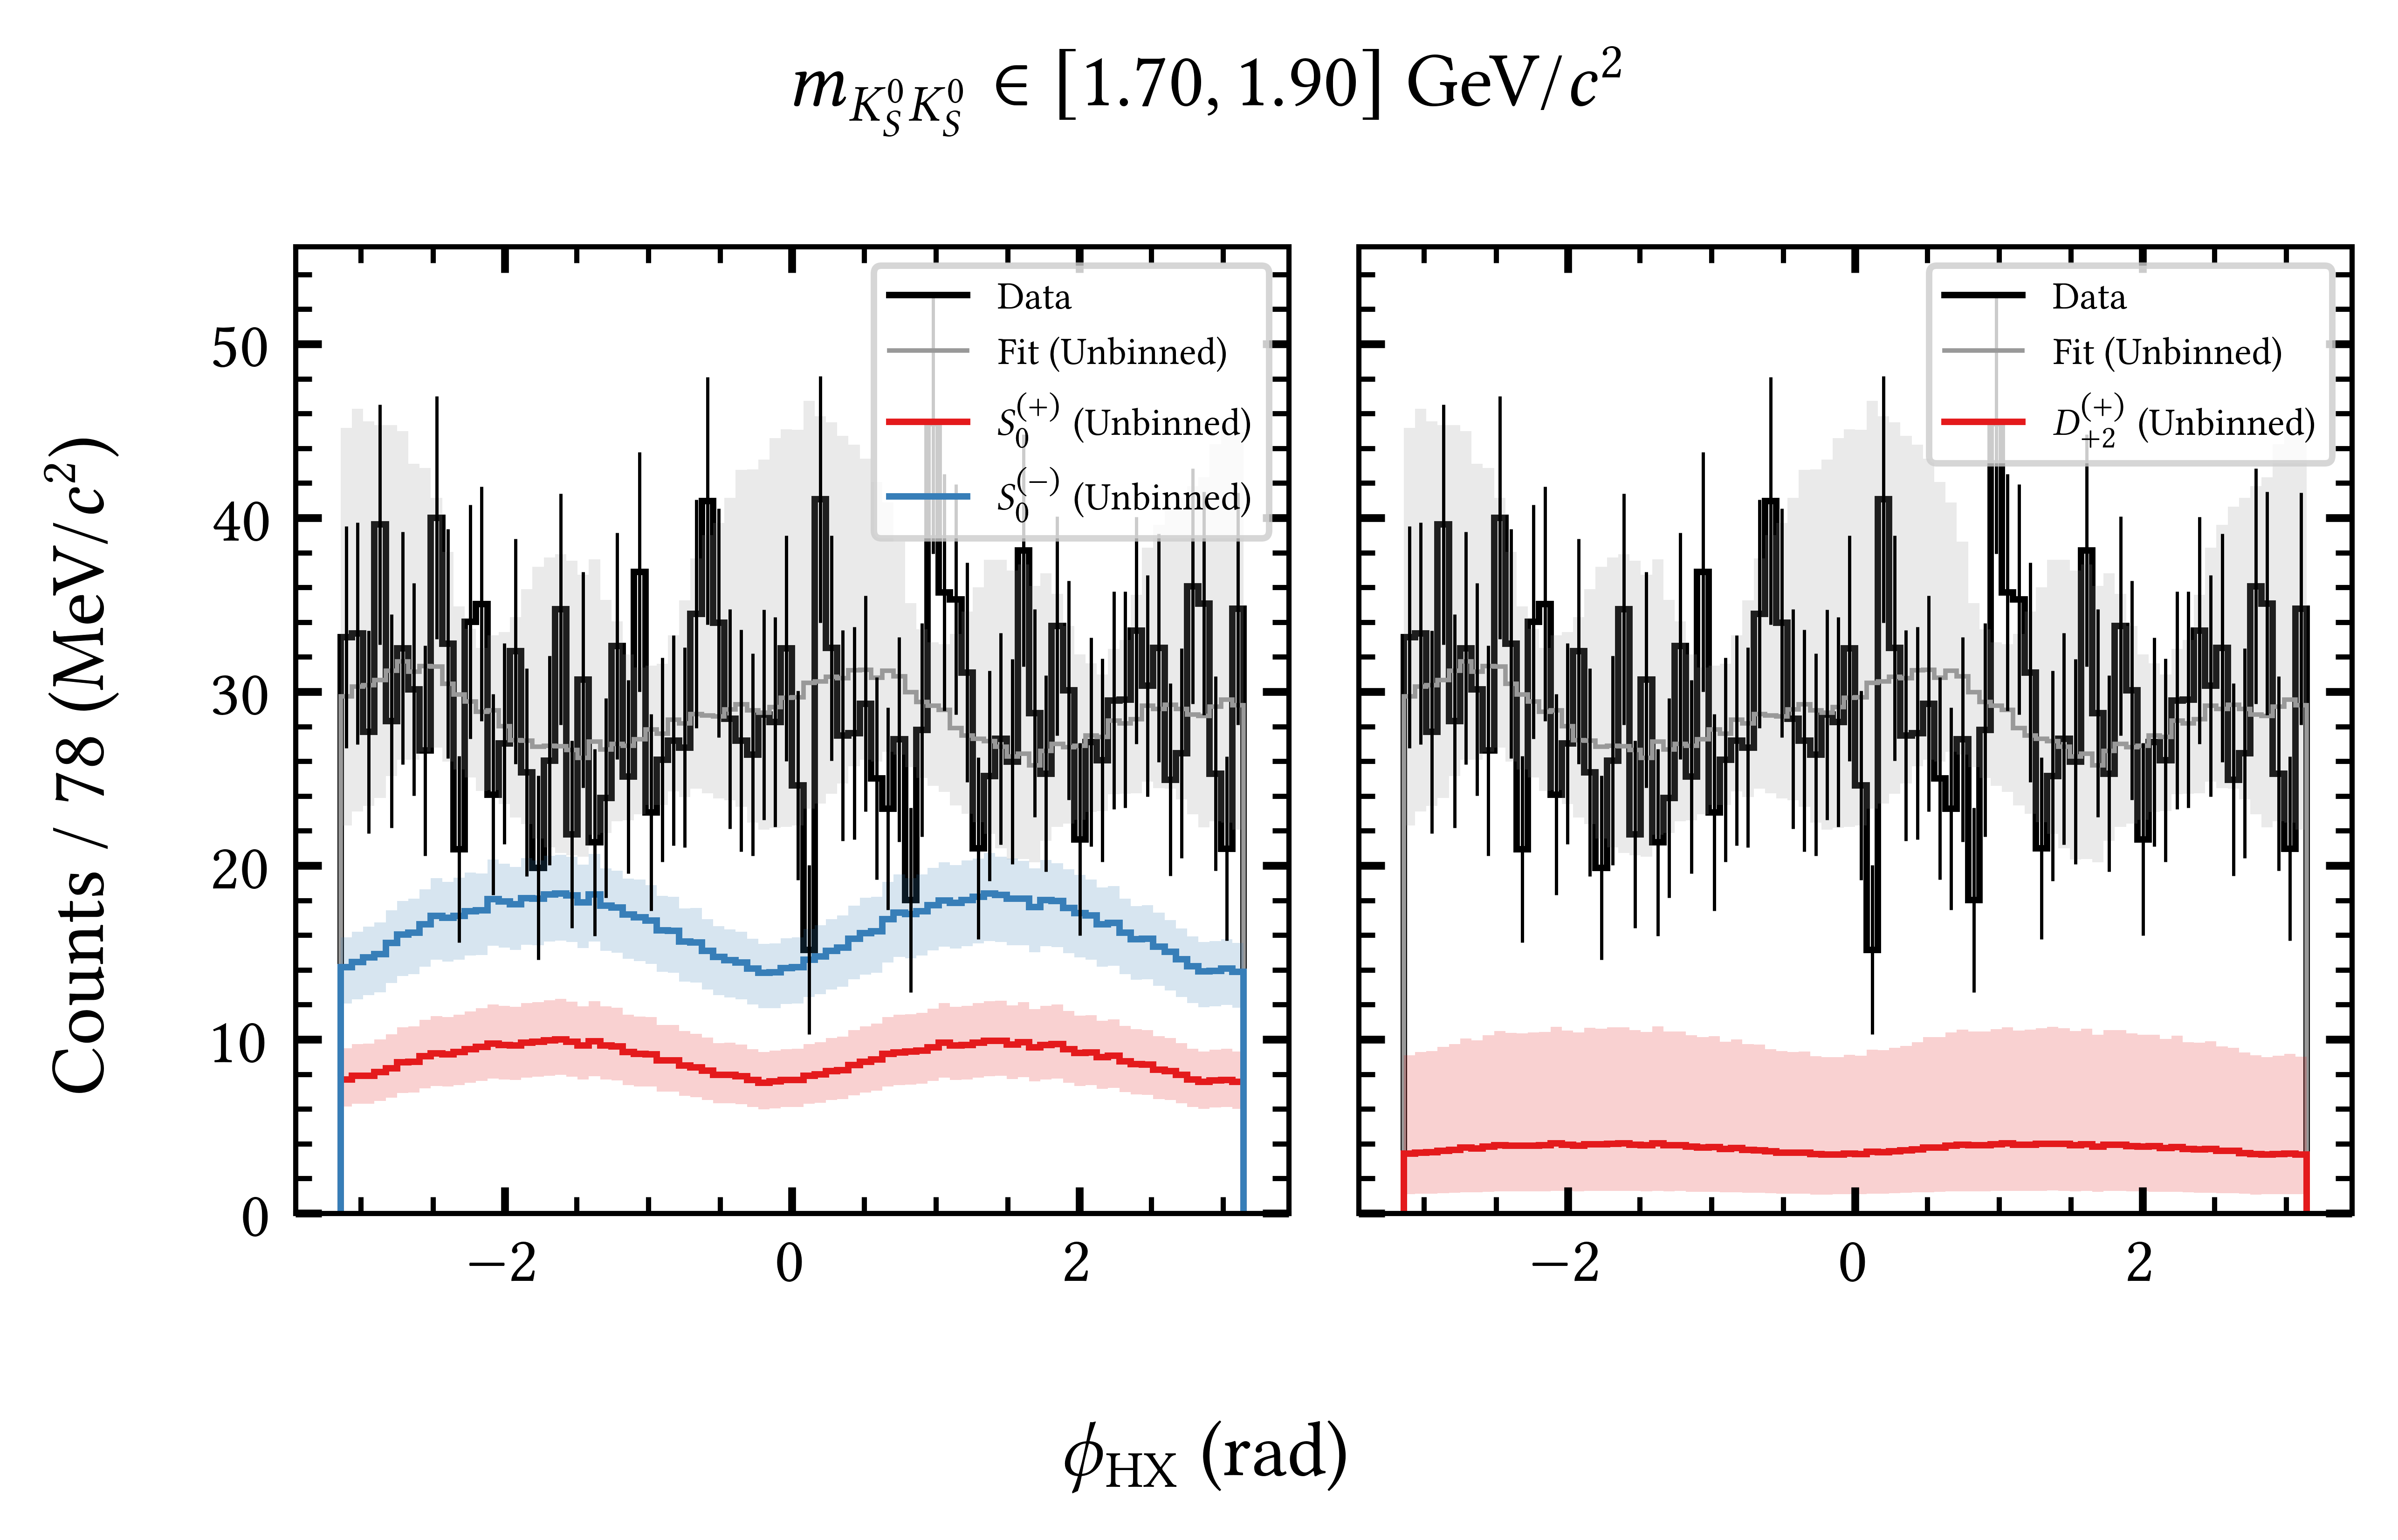 m_{K_S^0 K_S^0} ∈ [1.70, 1.90] GeV/c²
Counts / 78 (MeV/c²)
50
40
30
20
10
0
Data
Fit (Unbinned)
S_0^{(+)} (Unbinned)
S_0^{(−)} (Unbinned)
Data
Fit (Unbinned)
D_{+2}^{(+)} (Unbinned)
−2 0 2
−2 0 2
ϕ_{HX} (rad)